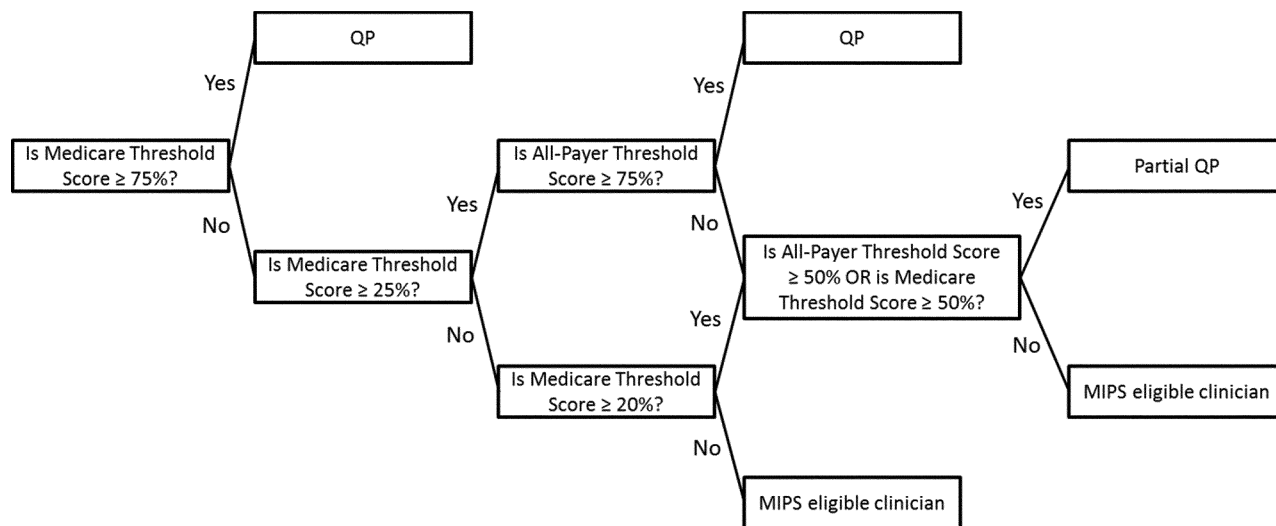 QP
QP
Yes
Yes
Is Medicare Threshold
Score ≥ 75%?
Is All-Payer Threshold
Score ≥ 75%?
Partial QP
Yes
Yes
No
No
Is Medicare Threshold
Score ≥ 25%?
Is All-Payer Threshold Score
≥ 50% OR is Medicare
Threshold Score ≥ 50%?
Yes
No
No
Is Medicare Threshold
Score ≥ 20%?
MIPS eligible clinician
No
MIPS eligible clinician